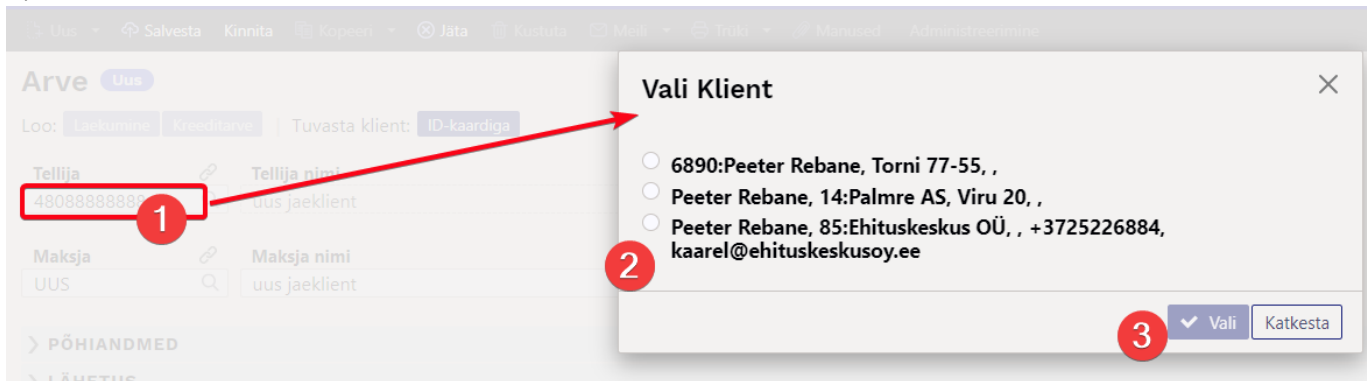 Uus Salvesta Kinnita Kopeeri Jäta Kustuta Meili Trüki Manused Administreerimine
Arve Uus
Loo: Laekumine Kreeditarve Tuvasta klient: ID-kaardiga
Tellija Tellija nimi
48088888888 uus jaeklient
1
Maksja Maksja nimi
UUS uus jaeklient
PÕHIANDMED
LÄHETUS
Vali Klient
6890:Peeter Rebane, Torni 77-55, ,
Peeter Rebane, 14:Palmre AS, Viru 20, ,
Peeter Rebane, 85:Ehituskeskus OÜ, , +3725226884,
kaarel@ehituskeskusoy.ee
2
3 Vali Katkesta